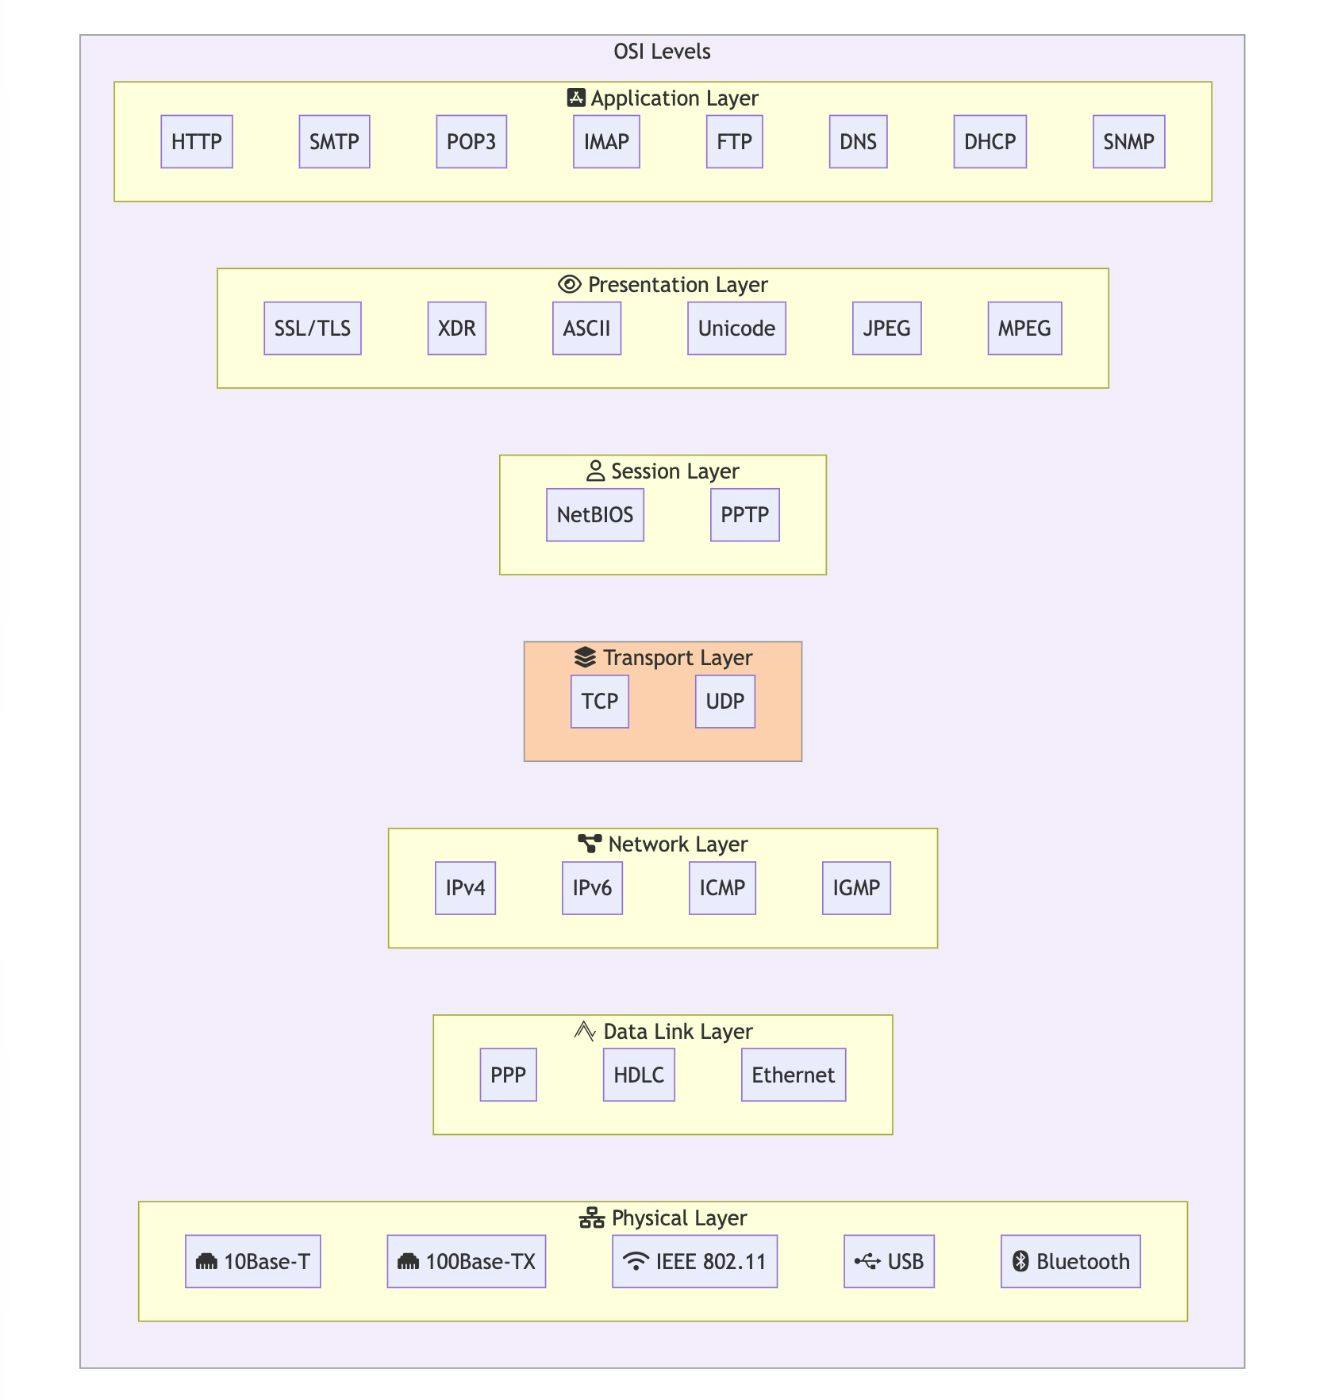 OSI Levels
Application Layer
HTTP SMTP POP3 IMAP FTP DNS DHCP SNMP
Presentation Layer
SSL/TLS XDR ASCII Unicode JPEG MPEG
Session Layer
NetBIOS PPTP
Transport Layer
TCP UDP
Network Layer
IPv4 IPv6 ICMP IGMP
Data Link Layer
PPP HDLC Ethernet
Physical Layer
10Base-T 100Base-TX IEEE 802.11 USB Bluetooth